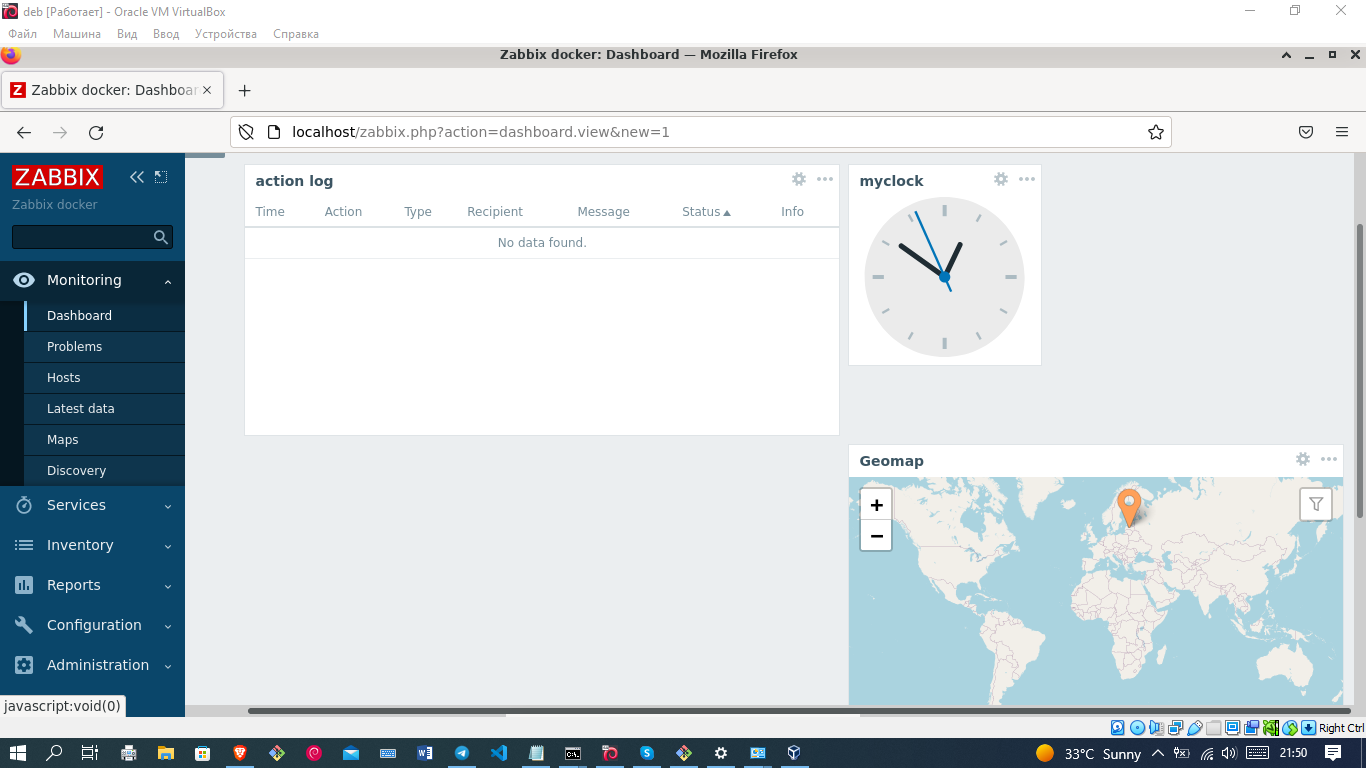 deb [Работает] - Oracle VM VirtualBox
Файл Машина Вид Ввод Устройства Справка
Zabbix docker: Dashboard — Mozilla Firefox
Zabbix docker: Dashboar
localhost/zabbix.php?action=dashboard.view&new=1
ZABBIX
Zabbix docker
Monitoring
Dashboard
Problems
Hosts
Latest data
Maps
Discovery
Services
Inventory
Reports
Configuration
Administration
javascript:void(0)
action log
Time Action Type Recipient Message Status Info
No data found.
myclock
Geomap
+
−
Right Ctrl
33°C Sunny
21:50